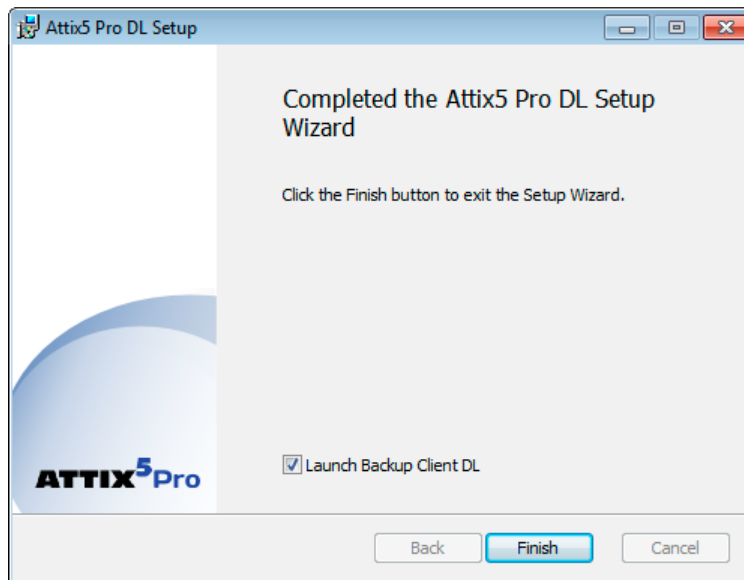 Attix5 Pro DL Setup
Completed the Attix5 Pro DL Setup
Wizard
Click the Finish button to exit the Setup Wizard.
Launch Backup Client DL
ATTIX5Pro
Back
Finish
Cancel